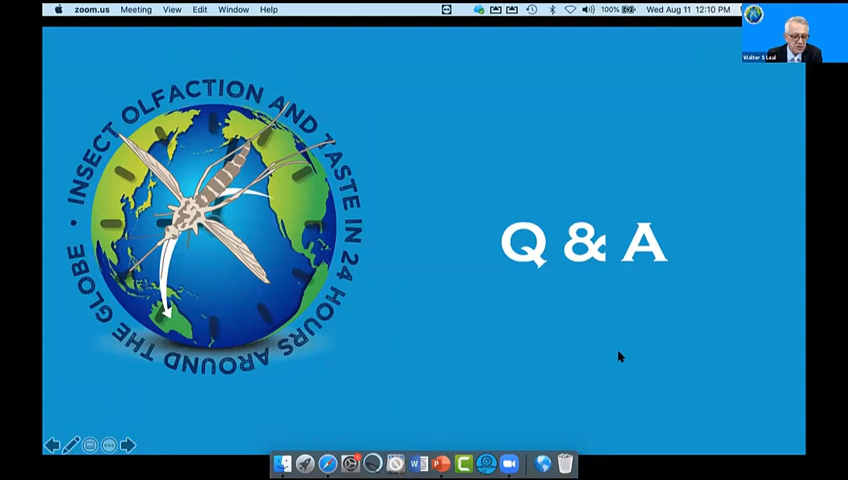 zoom.us Meeting View Edit Window Help 100% Wed Aug 11 12:10 PM
Walter S Leal
• INSECT OLFACTION AND TASTE IN 24 HOURS AROUND THE GLOBE
Q & A